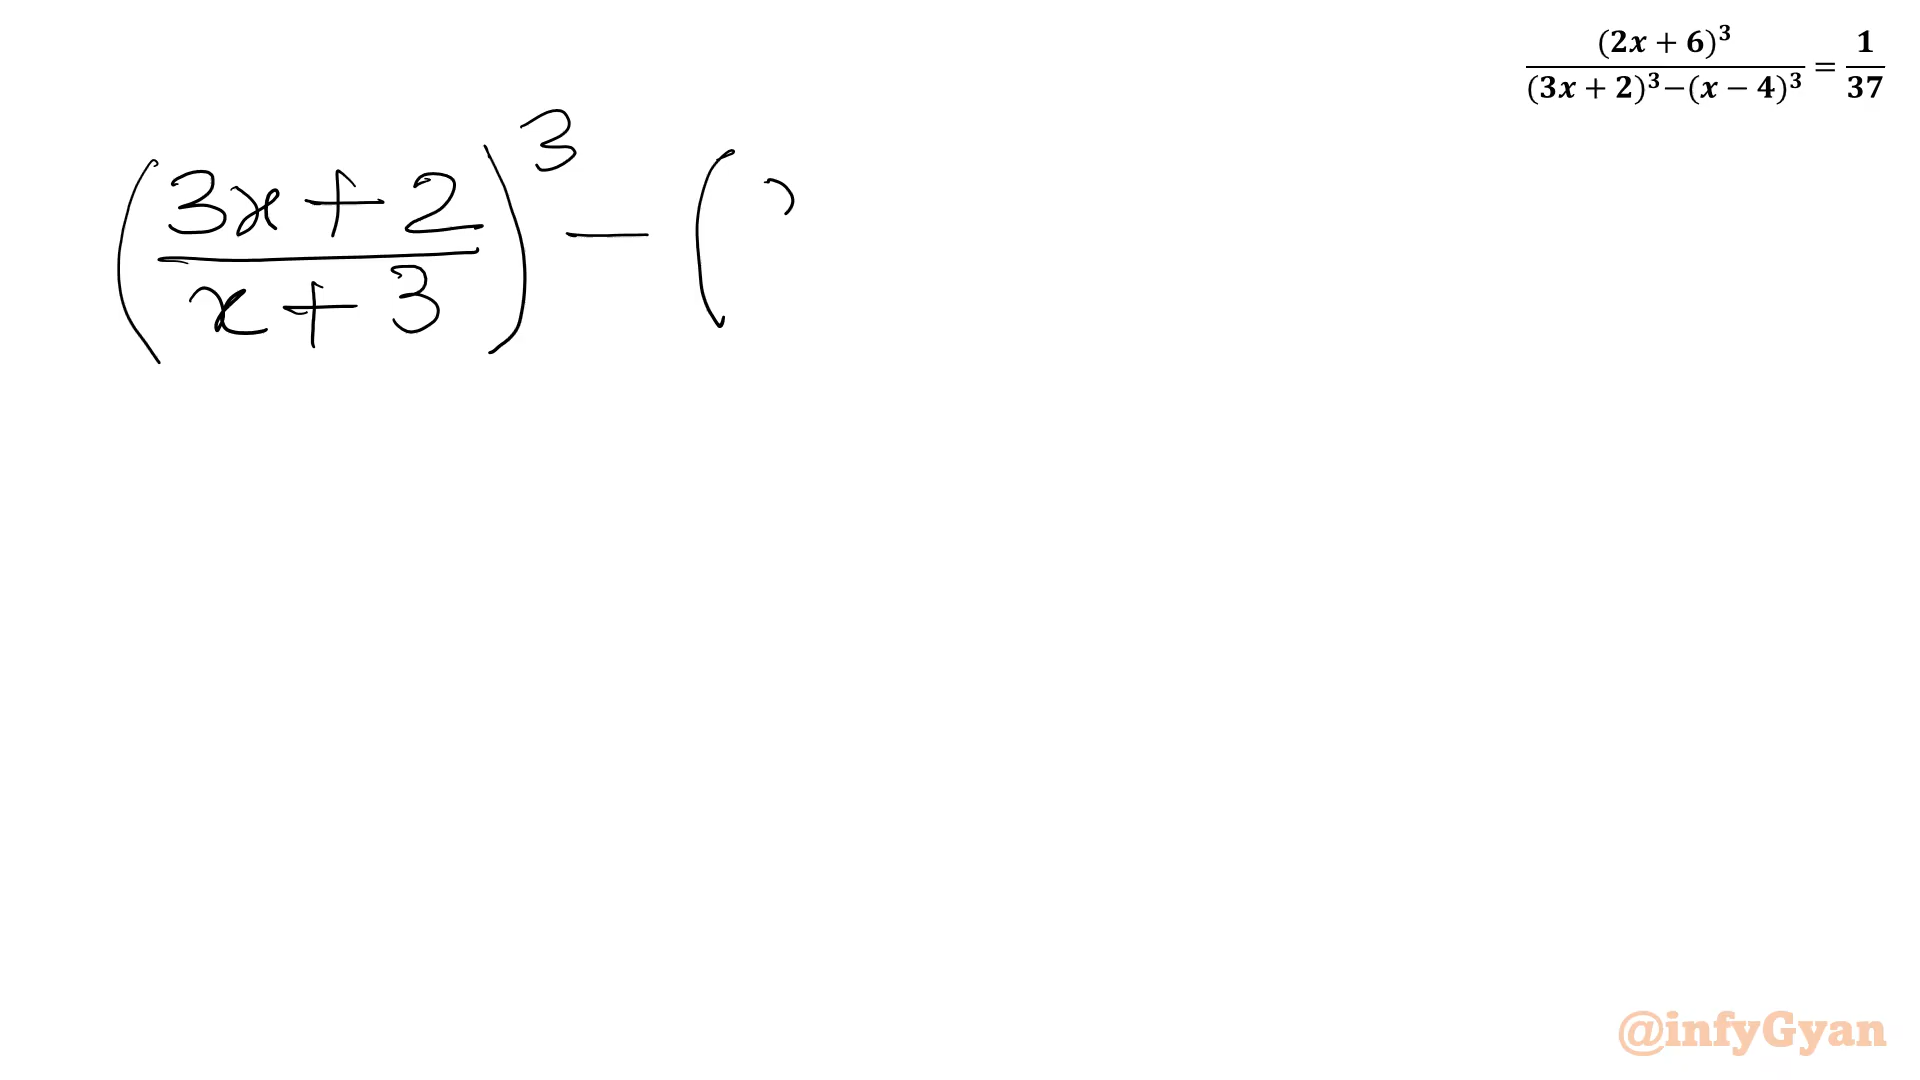 (2x + 6)³ / (3x + 2)³−(x − 4)³ = 1/37
((3x+2)/(x+3))³ − (
@infyGyan